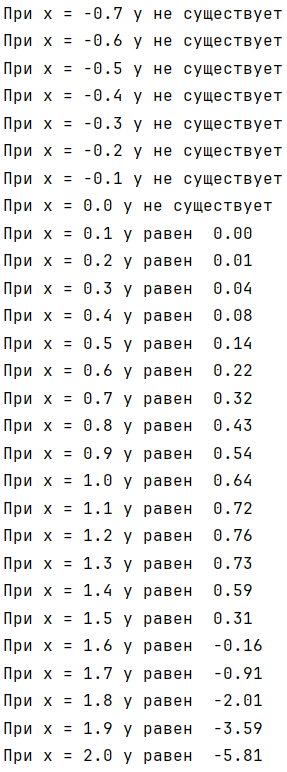 При x = -0.7 y не существует
При x = -0.6 y не существует
При x = -0.5 y не существует
При x = -0.4 y не существует
При x = -0.3 y не существует
При x = -0.2 y не существует
При x = -0.1 y не существует
При x = 0.0 y не существует
При x = 0.1 y равен  0.00
При x = 0.2 y равен  0.01
При x = 0.3 y равен  0.04
При x = 0.4 y равен  0.08
При x = 0.5 y равен  0.14
При x = 0.6 y равен  0.22
При x = 0.7 y равен  0.32
При x = 0.8 y равен  0.43
При x = 0.9 y равен  0.54
При x = 1.0 y равен  0.64
При x = 1.1 y равен  0.72
При x = 1.2 y равен  0.76
При x = 1.3 y равен  0.73
При x = 1.4 y равен  0.59
При x = 1.5 y равен  0.31
При x = 1.6 y равен  -0.16
При x = 1.7 y равен  -0.91
При x = 1.8 y равен  -2.01
При x = 1.9 y равен  -3.59
При x = 2.0 y равен  -5.81